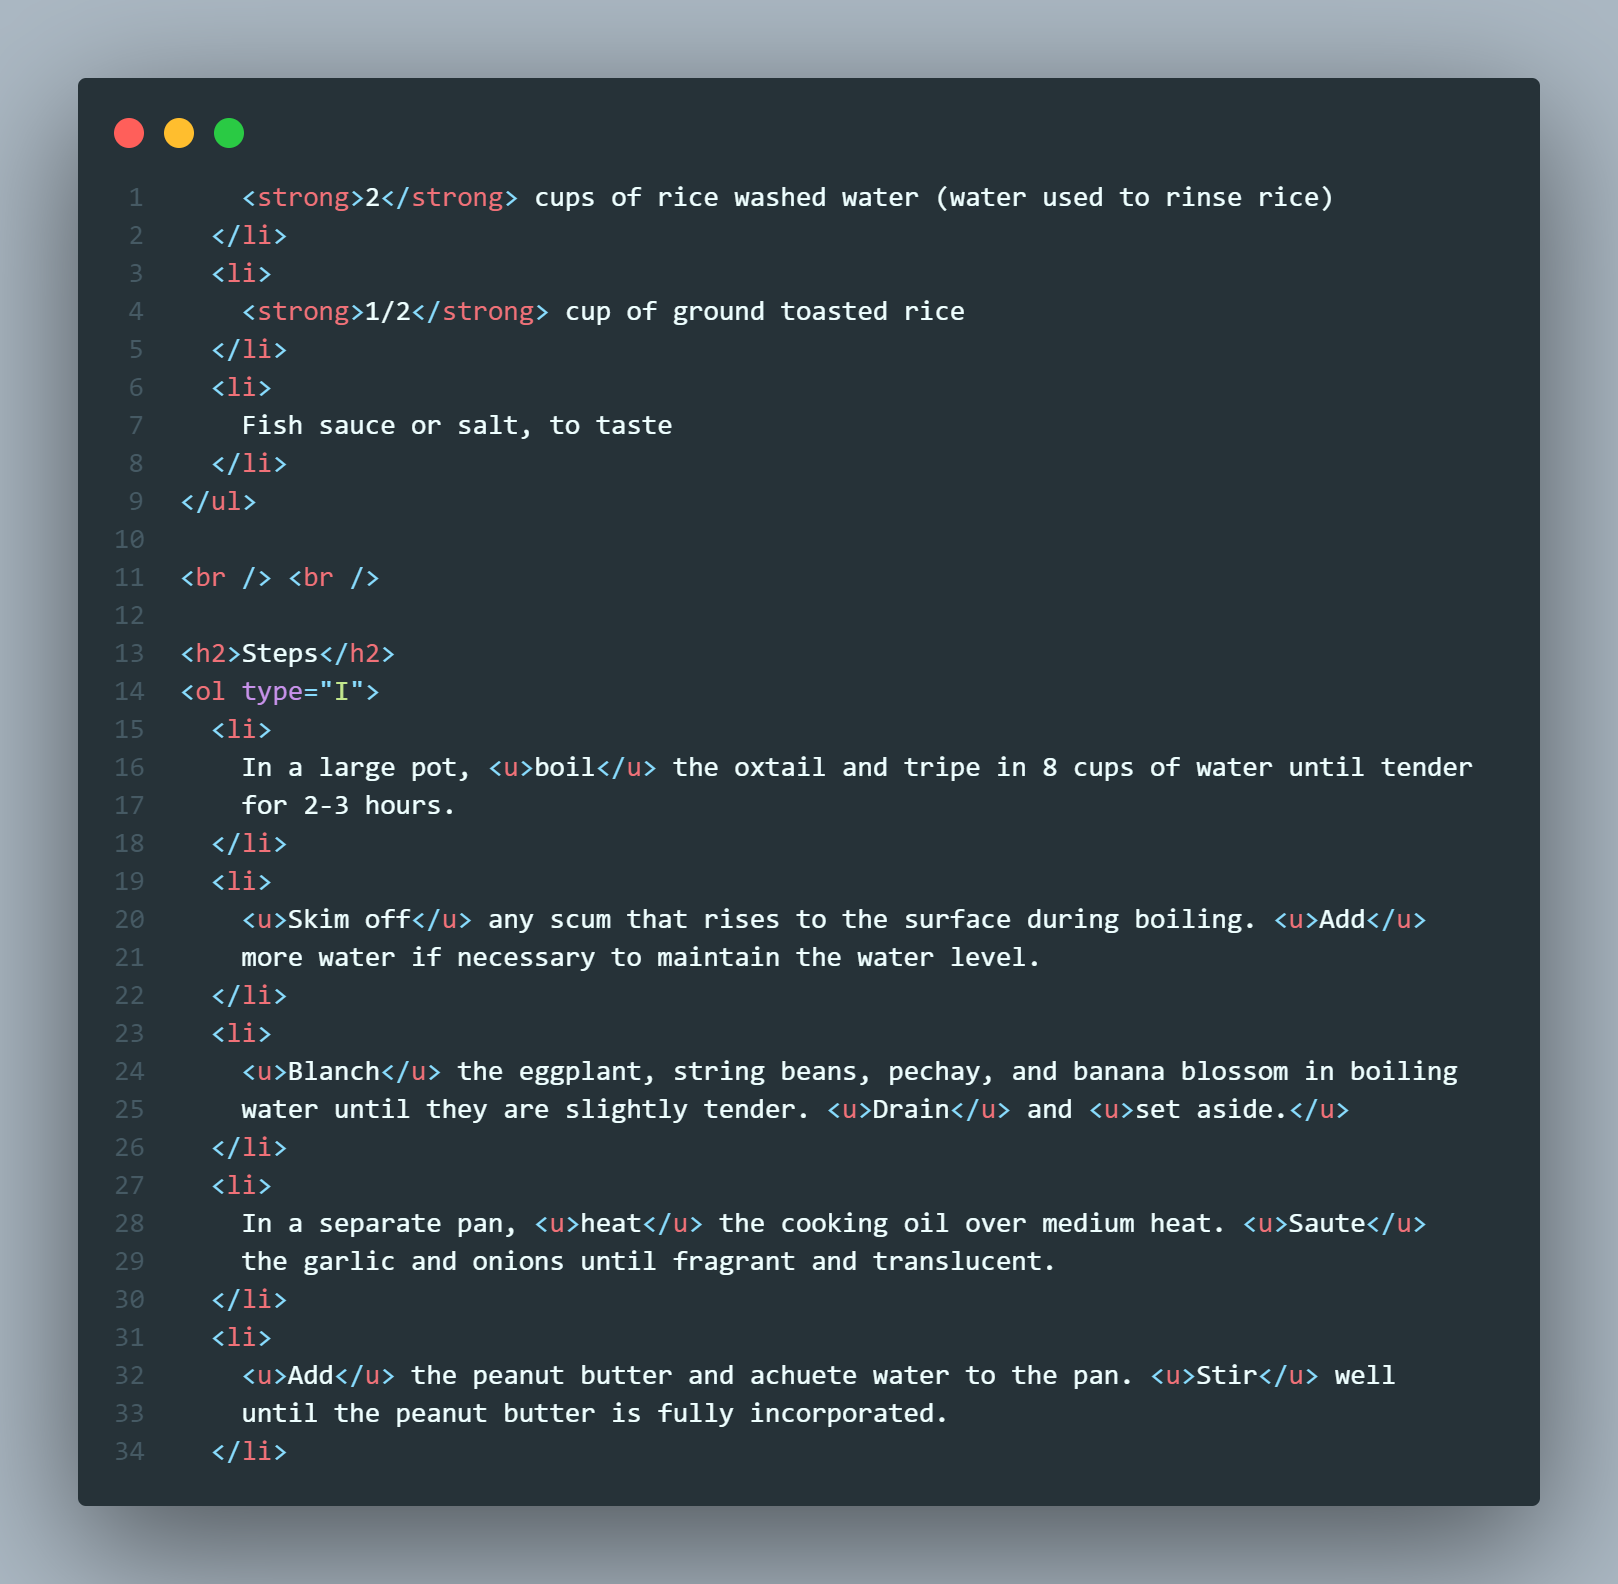 1     <strong>2</strong> cups of rice washed water (water used to rinse rice)
2   </li>
3   <li>
4     <strong>1/2</strong> cup of ground toasted rice
5   </li>
6   <li>
7     Fish sauce or salt, to taste
8   </li>
9 </ul>
10
11 <br /> <br />
12
13 <h2>Steps</h2>
14 <ol type="I">
15   <li>
16     In a large pot, <u>boil</u> the oxtail and tripe in 8 cups of water until tender
17     for 2-3 hours.
18   </li>
19   <li>
20     <u>Skim off</u> any scum that rises to the surface during boiling. <u>Add</u>
21     more water if necessary to maintain the water level.
22   </li>
23   <li>
24     <u>Blanch</u> the eggplant, string beans, pechay, and banana blossom in boiling
25     water until they are slightly tender. <u>Drain</u> and <u>set aside.</u>
26   </li>
27   <li>
28     In a separate pan, <u>heat</u> the cooking oil over medium heat. <u>Saute</u>
29     the garlic and onions until fragrant and translucent.
30   </li>
31   <li>
32     <u>Add</u> the peanut butter and achuete water to the pan. <u>Stir</u> well
33     until the peanut butter is fully incorporated.
34   </li>